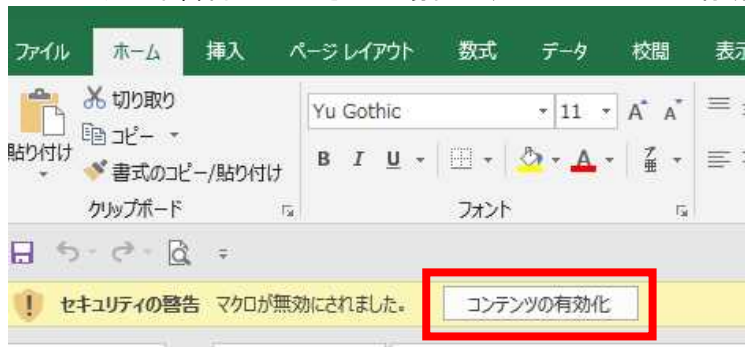 ファイル ホーム 挿入 ページ レイアウト 数式 データ 校閲 表示
切り取り
コピー
貼り付け
書式のコピー/貼り付け
クリップボード
Yu Gothic 11 A A
B I U A ア亜
フォント
セキュリティの警告 マクロが無効にされました。 コンテンツの有効化